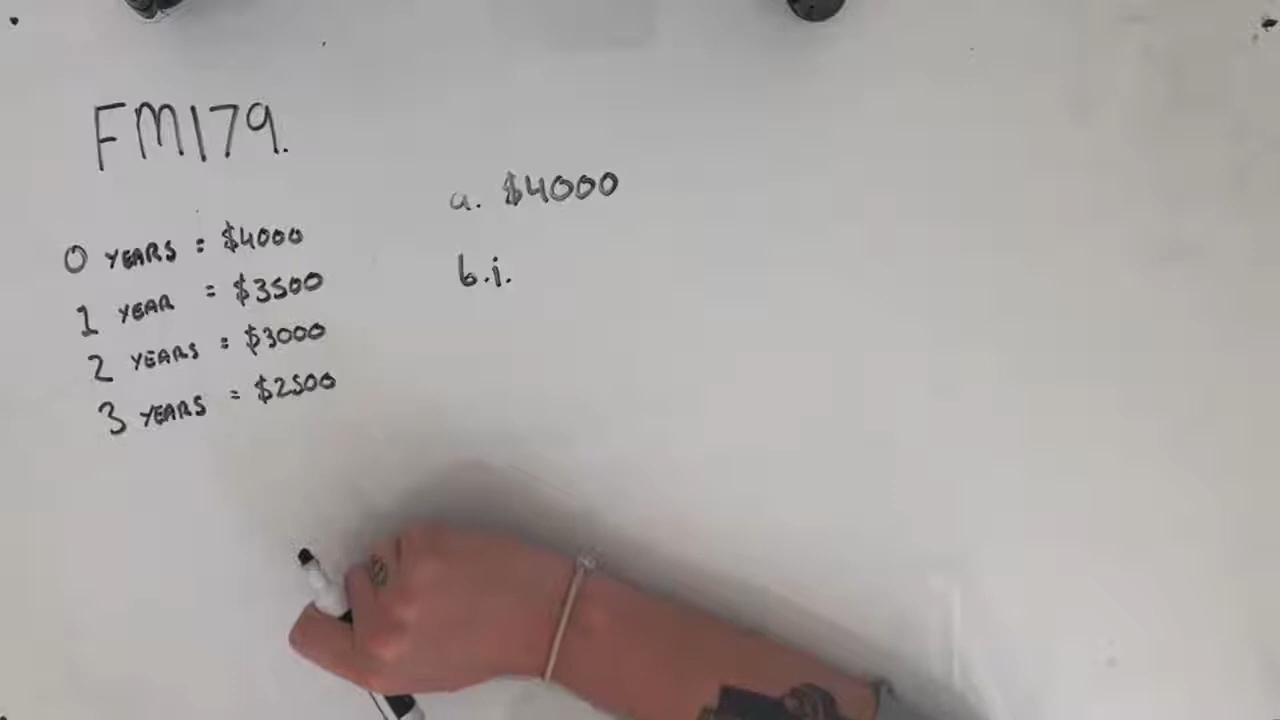 FM179.
0 YEARS = $4000
1 YEAR = $3500
2 YEARS = $3000
3 YEARS = $2500
a. $4000
b.i.